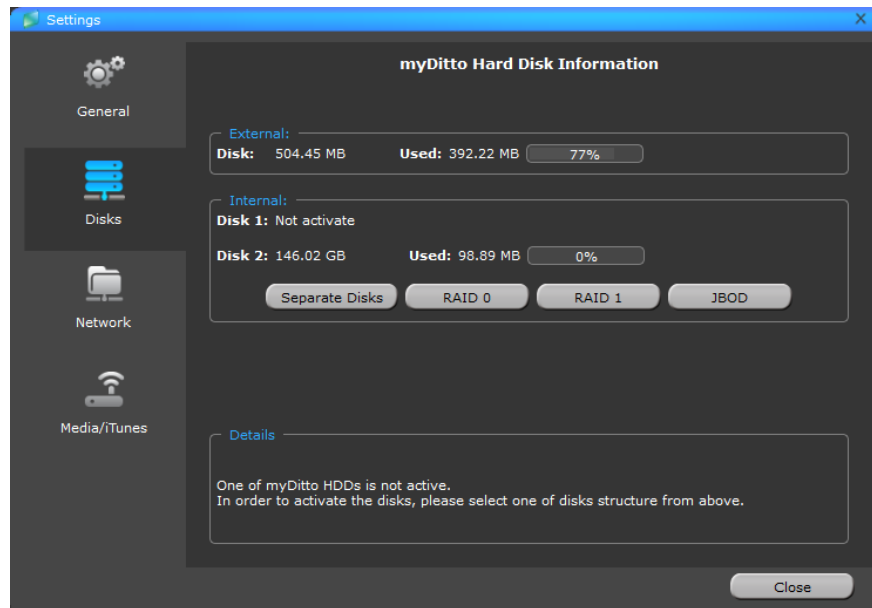 Settings
General
Disks
Network
Media/iTunes
myDitto Hard Disk Information
External:
Disk: 504.45 MB Used: 392.22 MB 77%
Internal:
Disk 1: Not activate
Disk 2: 146.02 GB Used: 98.89 MB 0%
Separate Disks RAID 0 RAID 1 JBOD
Details
One of myDitto HDDs is not active.
In order to activate the disks, please select one of disks structure from above.
Close